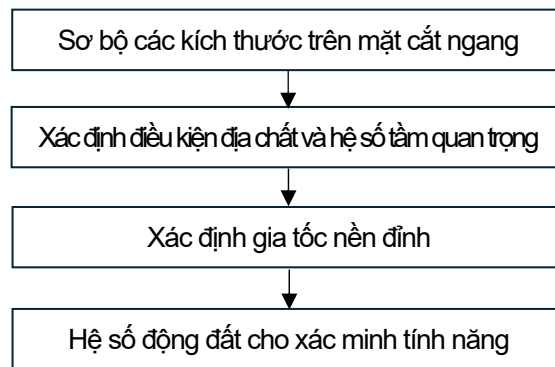 Sơ bộ các kích thước trên mặt cắt ngang
Xác định điều kiện địa chất và hệ số tầm quan trọng
Xác định gia tốc nền đỉnh
Hệ số động đất cho xác minh tính năng